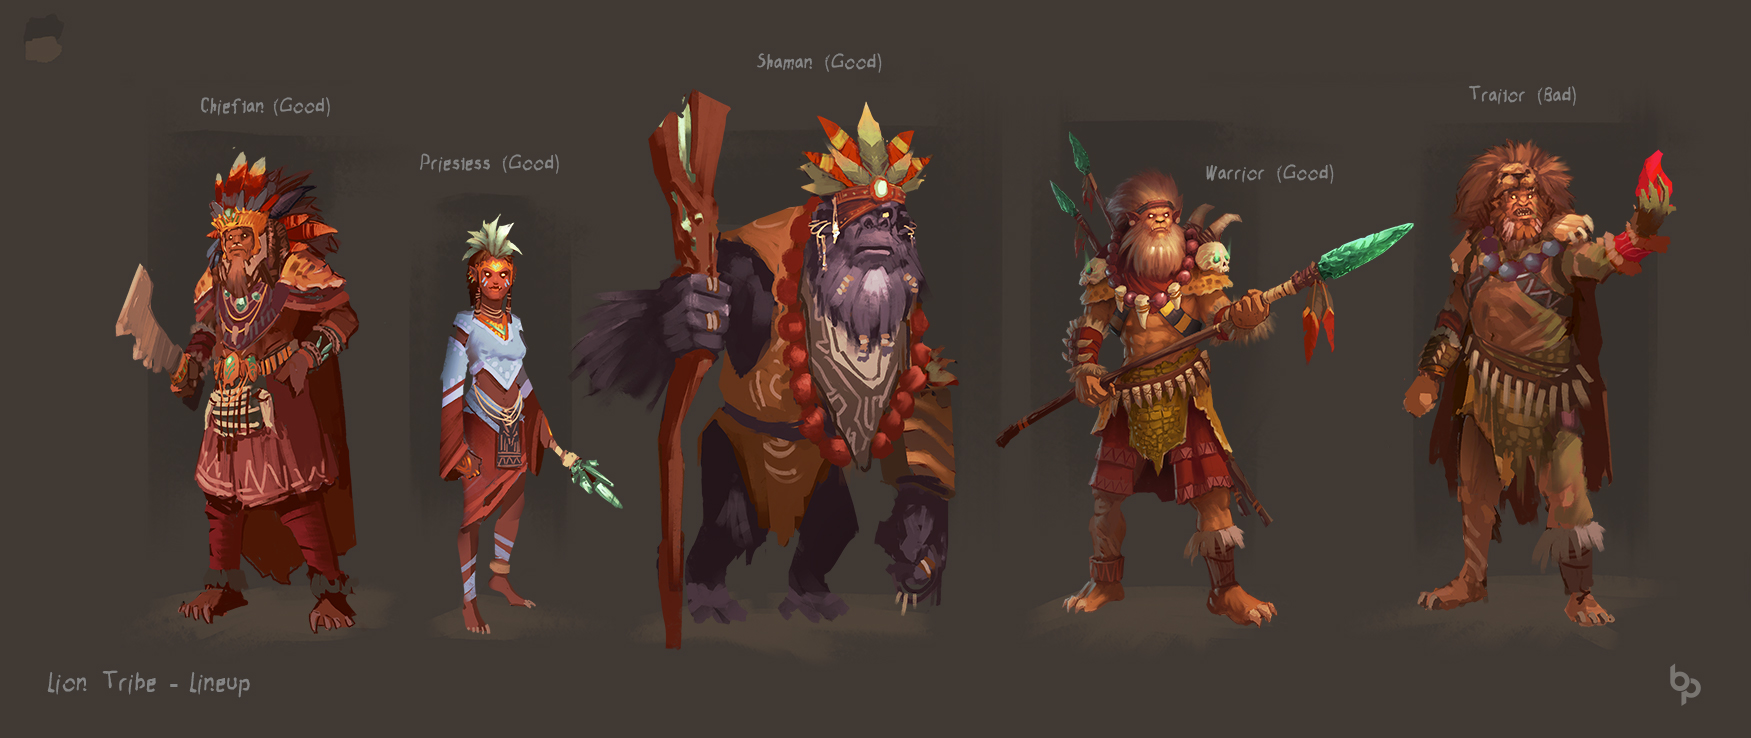 Shaman (Good)
Chieftan (Good)
Priestess (Good)
Warrior (Good)
Traitor (Bad)
Lion Tribe - Lineup
bp